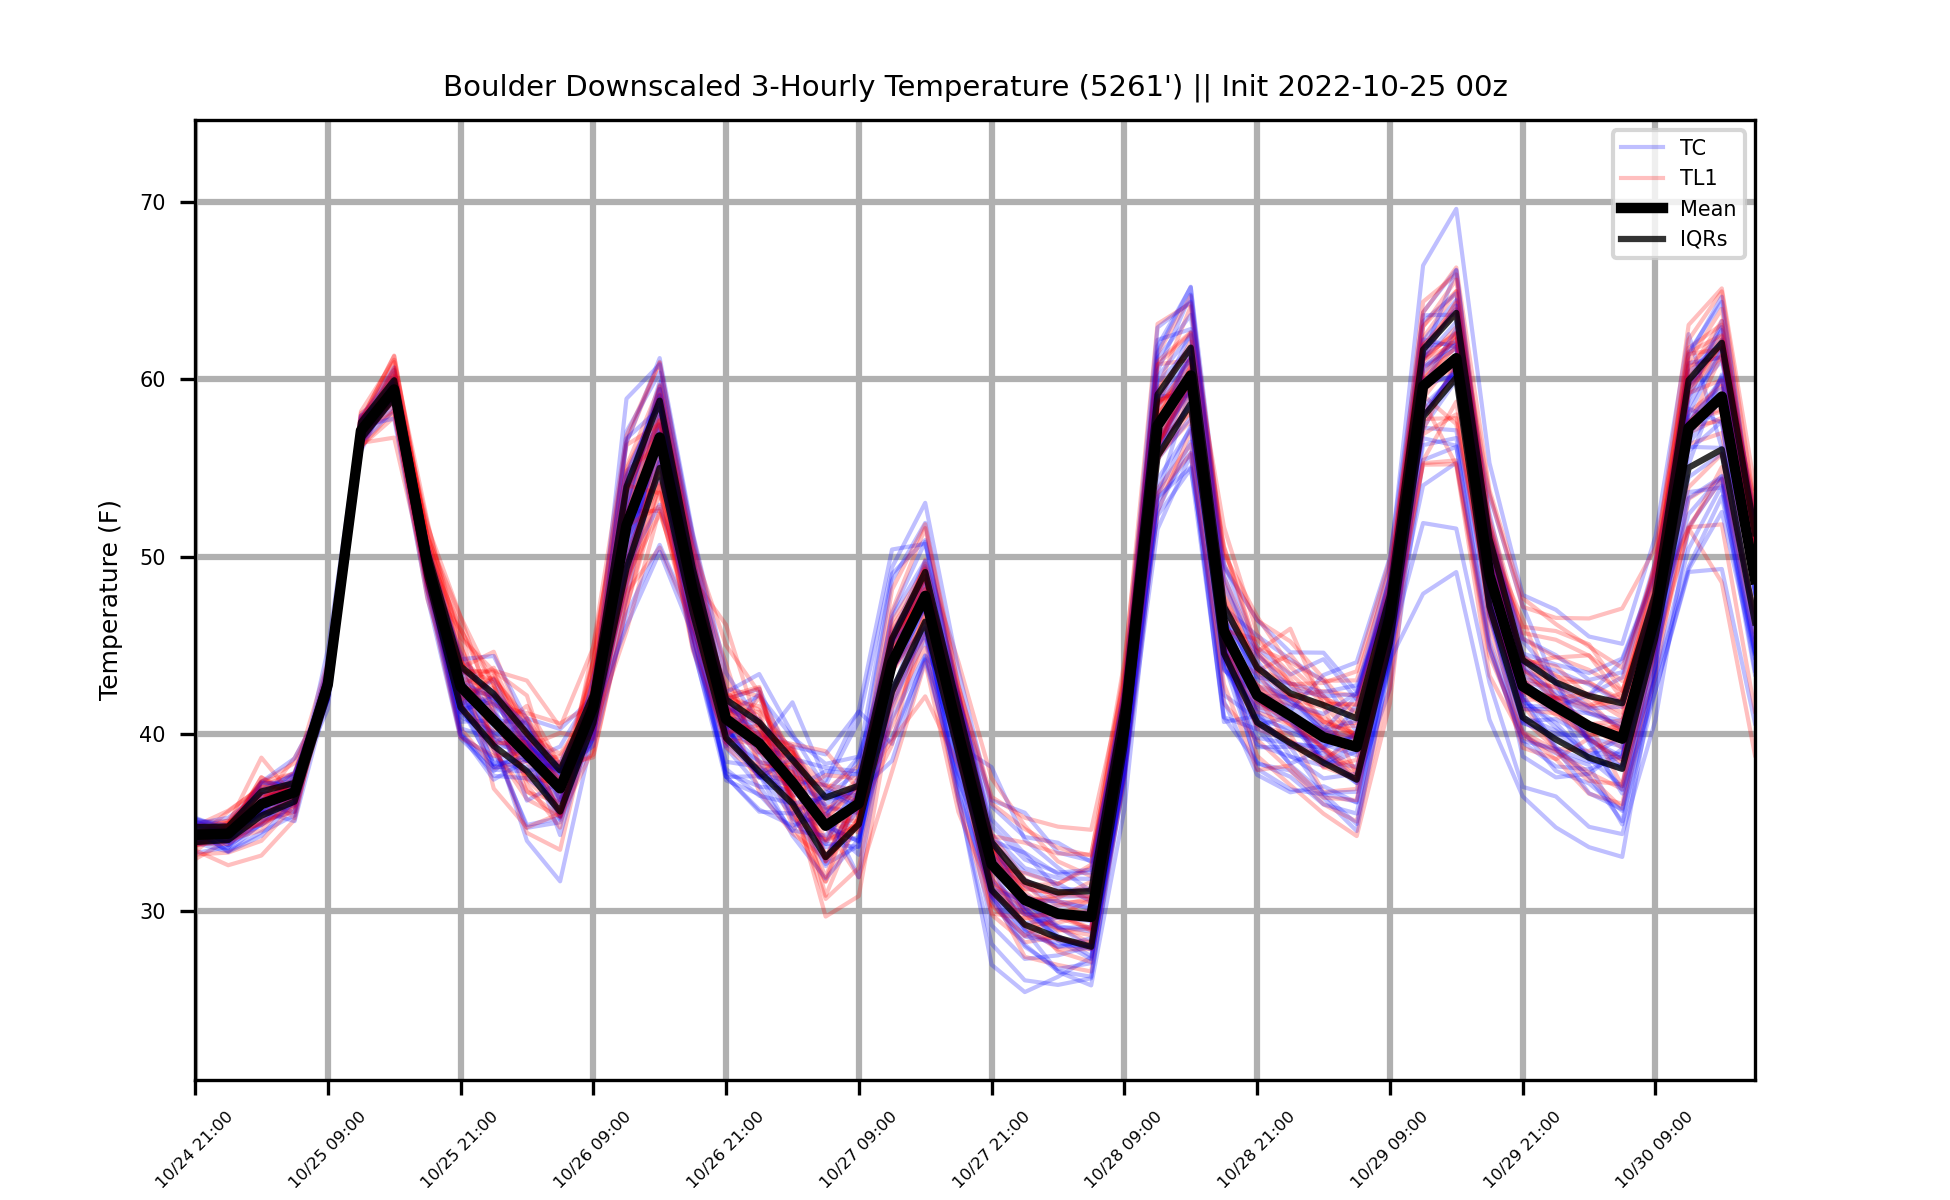 Boulder Downscaled 3-Hourly Temperature (5261') || Init 2022-10-25 00z
TC
TL1
Mean
IQRs
Temperature (F)
70
60
50
40
30
10/24 21:00
10/25 09:00
10/25 21:00
10/26 09:00
10/26 21:00
10/27 09:00
10/27 21:00
10/28 09:00
10/28 21:00
10/29 09:00
10/29 21:00
10/30 09:00